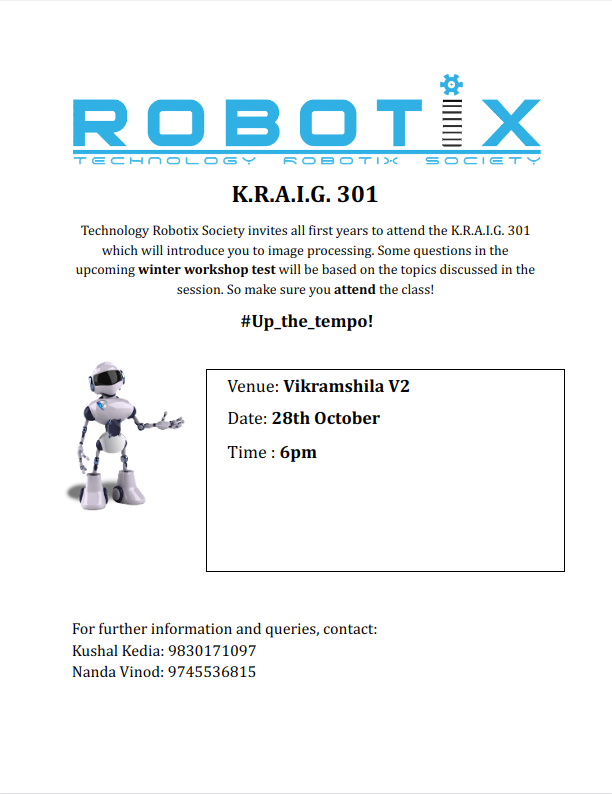 ROBOTIX
TECHNOLOGY ROBOTIX SOCIETY
K.R.A.I.G. 301
Technology Robotix Society invites all first years to attend the K.R.A.I.G. 301
which will introduce you to image processing. Some questions in the
upcoming winter workshop test will be based on the topics discussed in the
session. So make sure you attend the class!
#Up_the_tempo!
Venue: Vikramshila V2
Date: 28th October
Time : 6pm
For further information and queries, contact:
Kushal Kedia: 9830171097
Nanda Vinod: 9745536815